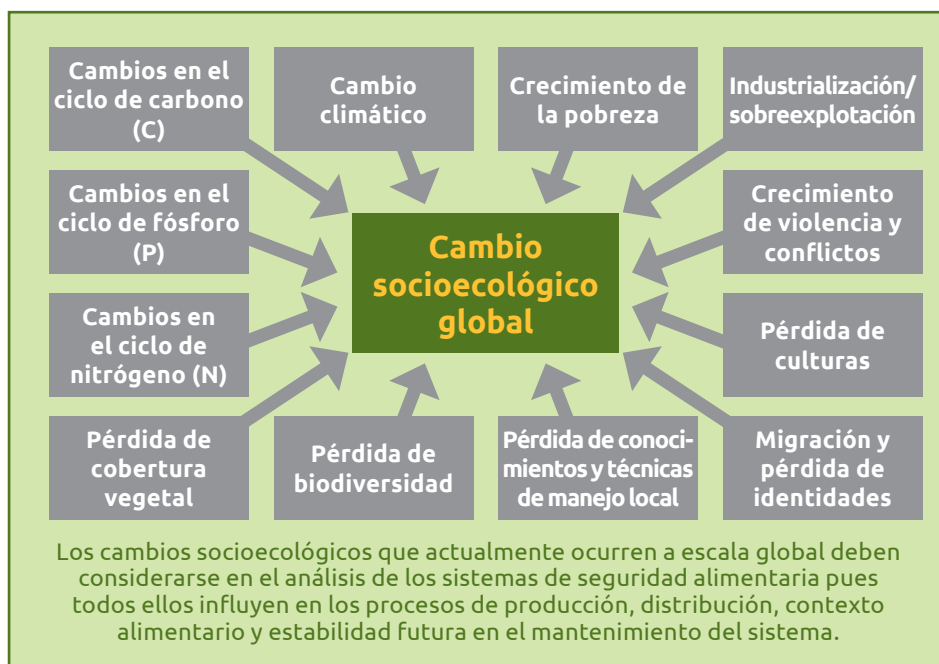 Cambios en el
ciclo de carbono
(C)
Cambio
climático
Crecimiento de
la pobreza
Industrialización/
sobreexplotación
Cambios en el
ciclo de fósforo
(P)
Crecimiento
de violencia y
conflictos
Cambio
socioecológico
global
Cambios en
el ciclo de
nitrógeno (N)
Pérdida de
culturas
Pérdida de
cobertura
vegetal
Pérdida de
biodiversidad
Pérdida de conoci-
mientos y técnicas
de manejo local
Migración y
pérdida de
identidades
Los cambios socioecológicos que actualmente ocurren a escala global deben
considerarse en el análisis de los sistemas de seguridad alimentaria pues
todos ellos influyen en los procesos de producción, distribución, contexto
alimentario y estabilidad futura en el mantenimiento del sistema.